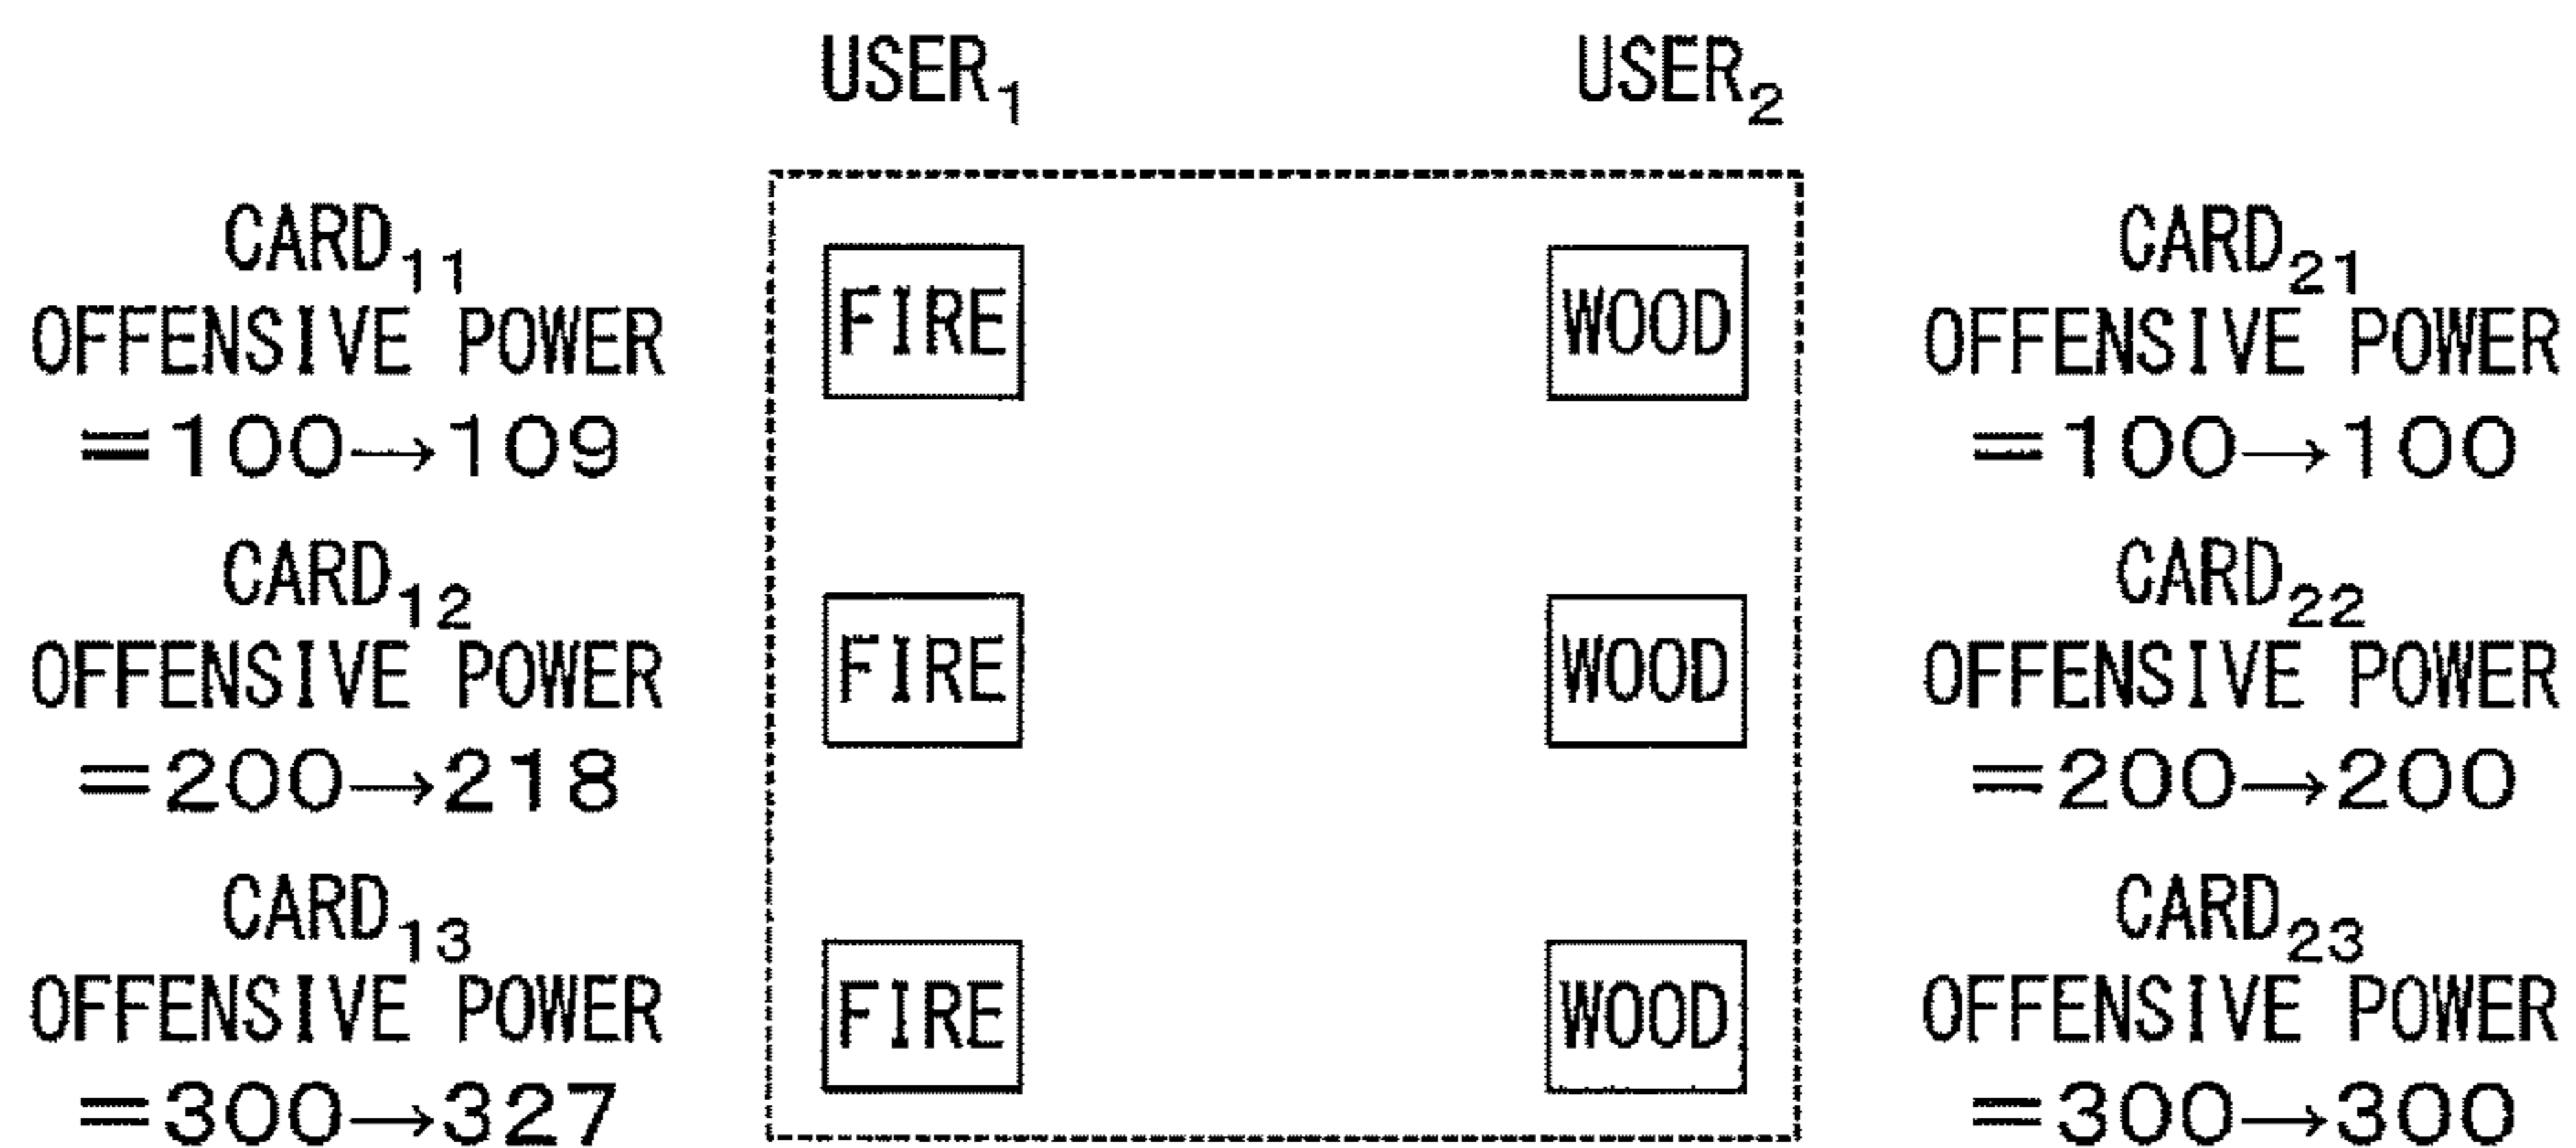 USER₁ USER₂
CARD₁₁
OFFENSIVE POWER
=100→109
FIRE
WOOD
CARD₂₁
OFFENSIVE POWER
=100→100
CARD₁₂
OFFENSIVE POWER
=200→218
FIRE
WOOD
CARD₂₂
OFFENSIVE POWER
=200→200
CARD₁₃
OFFENSIVE POWER
=300→327
FIRE
WOOD
CARD₂₃
OFFENSIVE POWER
=300→300